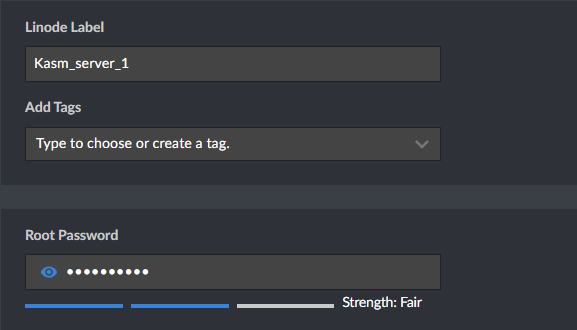 Linode Label
Kasm_server_1
Add Tags
Type to choose or create a tag.
Root Password
••••••••••
Strength: Fair